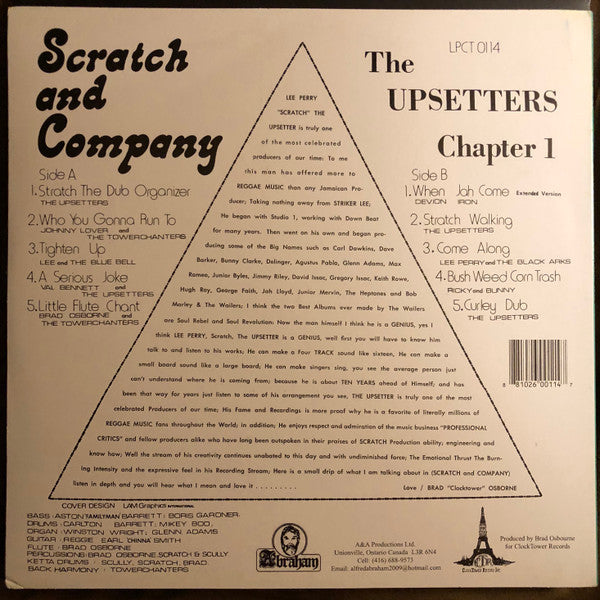 Scratch
and
Company
The
UPSETTERS
Chapter 1
LPCT 0114
Side A
1.Stratch The Dub Organizer
THE UPSETTERS
2.Who You Gonna Run To
JOHNNY LOVER and
THE TOWERCHANTERS
3.Tighten Up
LEE and THE BLUE BELL
4.A Serious Joke
VAL BENNETT and
THE UPSETTERS
5.Little Flute Chant
BRAD OSBORNE and
THE TOWERCHANTERS
LEE PERRY
"SCRATCH" THE
UPSETTER is truly one
of the most celebrated
producers of our time: To me
this man has offered more to
REGGAE MUSIC than any Jamaican Pro-
ducer; Taking nothing away from STRIKER LEE;
He began with Studio 1, working with Down Beat
for many years. Then went on his own and began pro-
ducing some of the Big Names such as Carl Dawkins, Dave
Barker, Bunny Clarke, Delinger, Agustus Pablo, Glenn Adams, Max
Romeo, Junior Byles, Jimmy Riley, David Issac, Gregory Issac, Keith Rowe,
Hugh Roy, George Faith, Jah Lloyd, Junior Mervin, The Heptones and Bob
Marley & The Wailers; I think the two Best Albums ever made by The Wailers
are Soul Rebel and Soul Revolution: Now the man himself I think he is a GENIUS, yes I
think LEE PERRY, Scratch, The UPSETTER is a GENIUS, well first you will have to know him
talk to and listen to his works; He can make a Four TRACK sound like sixteen, He can make a
small board sound like a large board; He can make singers sing, you see the average person just
can't understand where he is coming from; because he is about TEN YEARS ahead of Himself; and has
been that way for years just listen to some of his arrangement you see, THE UPSETTER is truly one of the most
celebrated Producers of our time; His Fame and Recordings is more proof why he is a favorite of literally millions of
REGGAE MUSIC fans throughout the World; in addition; He enjoys respect and admiration of the music business "PROFESSIONAL
CRITICS" and fellow producers alike who have long been outspoken in their praises of SCRATCH Production ability; engineering and
know how; Well the stream of his creativity continues unabated to this day and with undiminished force; The Emotional Thrust The Burn-
ing Intensity and the expressive feel in his Recording Stream; Here is a small drip of what I am talking about in (SCRATCH and COMPANY)
listen in depth and you will hear what I mean and love it . . . . . . . . .
Love / BRAD "Clocktower" OSBORNE
Side B
1.When Jah Come Extended Version
DEVON IRON
2.Stratch Walking
THE UPSETTERS
3.Come Along
LEE PERRY and THE BLACK ARKS
4.Bush Weed Corn Trash
RICKY and BUNNY
5.Curley Dub
THE UPSETTERS
8 81026 00114 7
COVER DESIGN LAM Graphics INTERNATIONAL
BASS : ASTON FAMILYMAN BARRETT : BORIS GARDNER.
DRUMS : CARLTON BARRETT : MIKEY BOO,
ORGAN : WINSTON WRIGHT : GLENN ADAMS
GUITAR : REGGIE EARL 'CHINNA' SMITH
FLUTE : BRAD OSBORNE
PERCUSSIONS : BRAD OSBORNE, SCRATCH & SCULLY
KETTA DRUMS / SCULLY, SCRATCH, BRAD.
BACK HARMONY / TOWERCHANTERS
Abraham
A&A Productions Ltd.
Unionville, Ontario Canada L3R 6N4
Cell: (416) 688-9573
Email: alfredabraham2009@hotmail.com
CTR
CLOCKTOWER RECORDS INC.
Produced by Brad Osbourne
for ClockTower Records